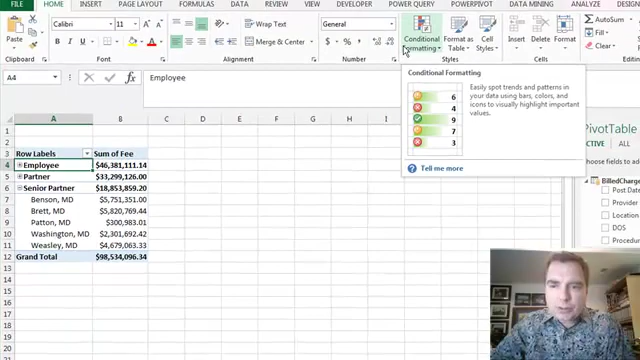 FILE HOME INSERT PAGE LAYOUT FORMULAS DATA REVIEW VIEW DEVELOPER POWER QUERY POWERPIVOT DATA MINING ANALYZE DESI
Calibri 11 Wrap Text General AutoSum
Paste Merge & Center Conditional Formatting Format as Table Cell Styles Insert Delete Format Fill Clear
Clipboard Font Alignment Number Styles Cells
A4 Employee
Conditional Formatting
Easily spot trends and patterns in your data using bars, colors, and icons to visually highlight important values.
6
4
9
7
3
Tell me more
PivotTable
ACTIVE ALL
Choose fields to add
BilledCharge
Post Date
Provider
Location
DOS
Procedure
A B C D E F G H I
1
2
3 Row Labels Sum of Fee
4 Employee $46,381,111.14
5 Partner $33,299,126.00
6 Senior Partner $18,853,859.20
7 Benson, MD $5,751,351.00
8 Brett, MD $5,820,769.44
9 Patton, MD $300,983.01
10 Washington, MD $2,301,692.42
11 Weasley, MD $4,679,063.33
12 Grand Total $98,534,096.34
13
14
15
16
17
18
19
20